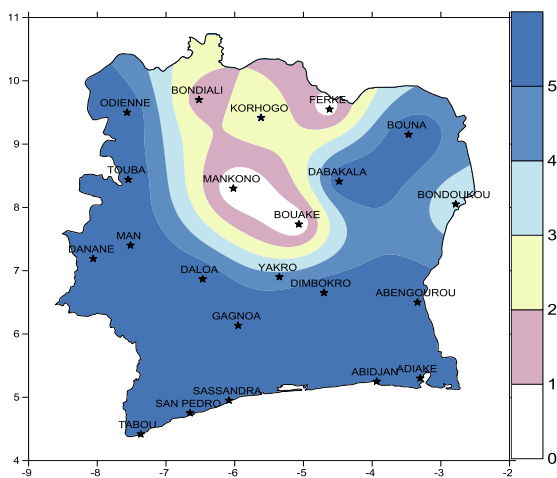 11
10
9
8
7
6
5
4
-9 -8 -7 -6 -5 -4 -3 -2
ODIENNE
BONDIALI
KORHOGO
FERKE
BOUNA
TOUBA
MANKONO
DABAKALA
BONDOUKOU
BOUAKE
MAN
DANANE
DALOA
YAKRO
DIMBOKRO
ABENGOUROU
GAGNOA
SASSANDRA
ABIDJAN
ADIAKE
SAN PEDRO
TABOU
5
4
3
2
1
0